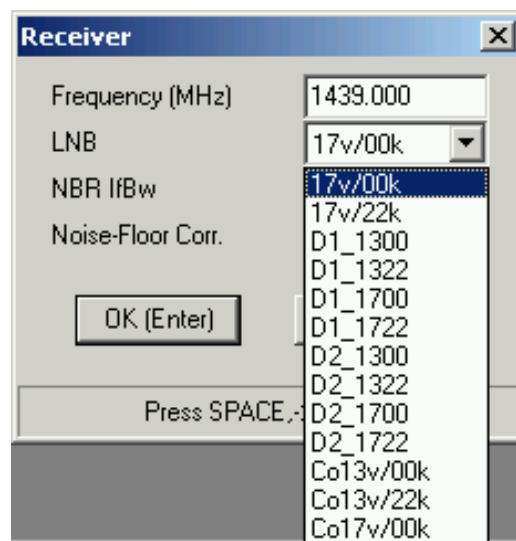 Receiver
Frequency (MHz) 1439.000
LNB 17v/00k
NBR IfBw 17v/00k
17v/22k
Noise-Floor Corr. D1_1300
D1_1322
D1_1700
OK (Enter) D1_1722
D2_1300
D2_1322
Press SPACE,- D2_1700
D2_1722
Co13v/00k
Co13v/22k
Co17v/00k